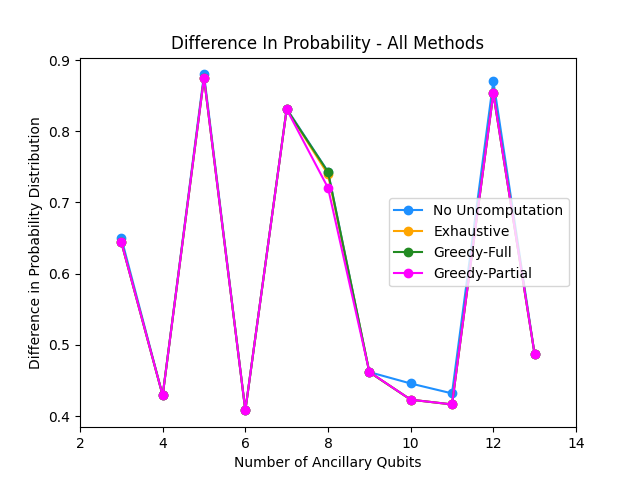 Difference In Probability - All Methods
Difference in Probability Distribution
0.9
0.8
0.7
0.6
0.5
0.4
No Uncomputation
Exhaustive
Greedy-Full
Greedy-Partial
2 4 6 8 10 12 14
Number of Ancillary Qubits